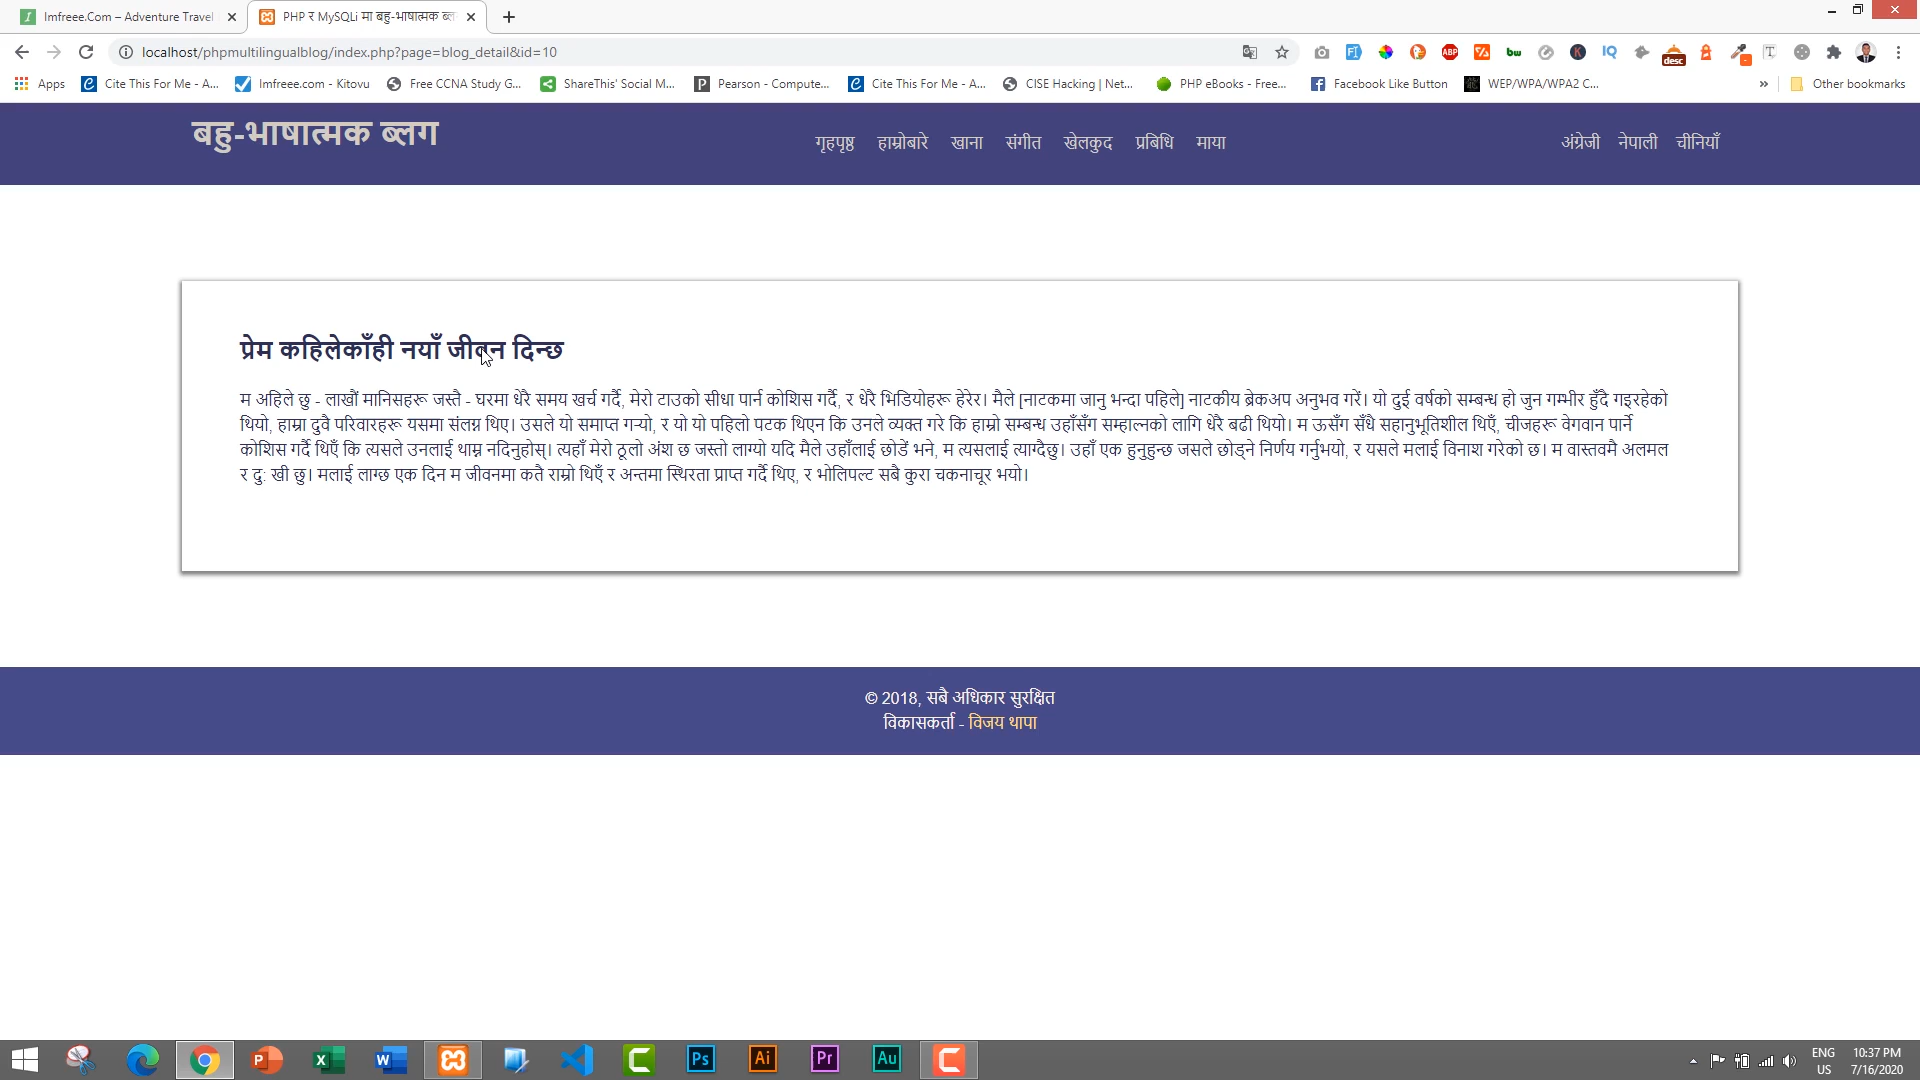 Imfreee.Com – Adventure Travel
PHP र MySQLi मा बहु-भाषात्मक ब्ल
localhost/phpmultilingualblog/index.php?page=blog_detail&id=10
Apps
Cite This For Me - A...
Imfreee.com - Kitovu
Free CCNA Study G...
ShareThis' Social M...
Pearson - Compute...
Cite This For Me - A...
CISE Hacking | Net...
PHP eBooks - Free...
Facebook Like Button
WEP/WPA/WPA2 C...
Other bookmarks
बहु-भाषात्मक ब्लग
गृहपृष्ठ हाम्रोबारे खाना संगीत खेलकुद प्रबिधि माया
अंग्रेजी नेपाली चीनियाँ
प्रेम कहिलेकाँही नयाँ जीवन दिन्छ
म अहिले छु - लाखौं मानिसहरू जस्तै - घरमा धेरै समय खर्च गर्दै, मेरो टाउको सीधा पार्न कोशिस गर्दै, र धेरै भिडियोहरू हेरेर। मैले [नाटकमा जानु भन्दा पहिले] नाटकीय ब्रेकअप अनुभव गरें। यो दुई वर्षको सम्बन्ध हो जुन गम्भीर हुँदै गइरहेको
थियो, हाम्रा दुवै परिवारहरू यसमा संलग्न थिए। उसले यो समाप्त गर्‍यो, र यो यो पहिलो पटक थिएन कि उनले व्यक्त गरे कि हाम्रो सम्बन्ध उहाँसँग सम्हाल्नको लागि धेरै बढी थियो। म ऊसँग सँधै सहानुभूतिशील थिएँ, चीजहरू वेगवान पार्ने
कोशिस गर्दै थिएँ कि त्यसले उनलाई थाम्न नदिनुहोस्। त्यहाँ मेरो ठूलो अंश छ जस्तो लाग्यो यदि मैले उहाँलाई छोडें भने, म त्यसलाई त्याग्दैछु। उहाँ एक हुनुहुन्छ जसले छोड्ने निर्णय गर्नुभयो, र यसले मलाई विनाश गरेको छ। म वास्तवमै अलमल
र दु: खी छु। मलाई लाग्छ एक दिन म जीवनमा कतै राम्रो थिएँ र अन्तमा स्थिरता प्राप्त गर्दै थिए, र भोलिपल्ट सबै कुरा चकनाचूर भयो।
© 2018, सबै अधिकार सुरक्षित
विकासकर्ता - विजय थापा
ENG
US
10:37 PM
7/16/2020